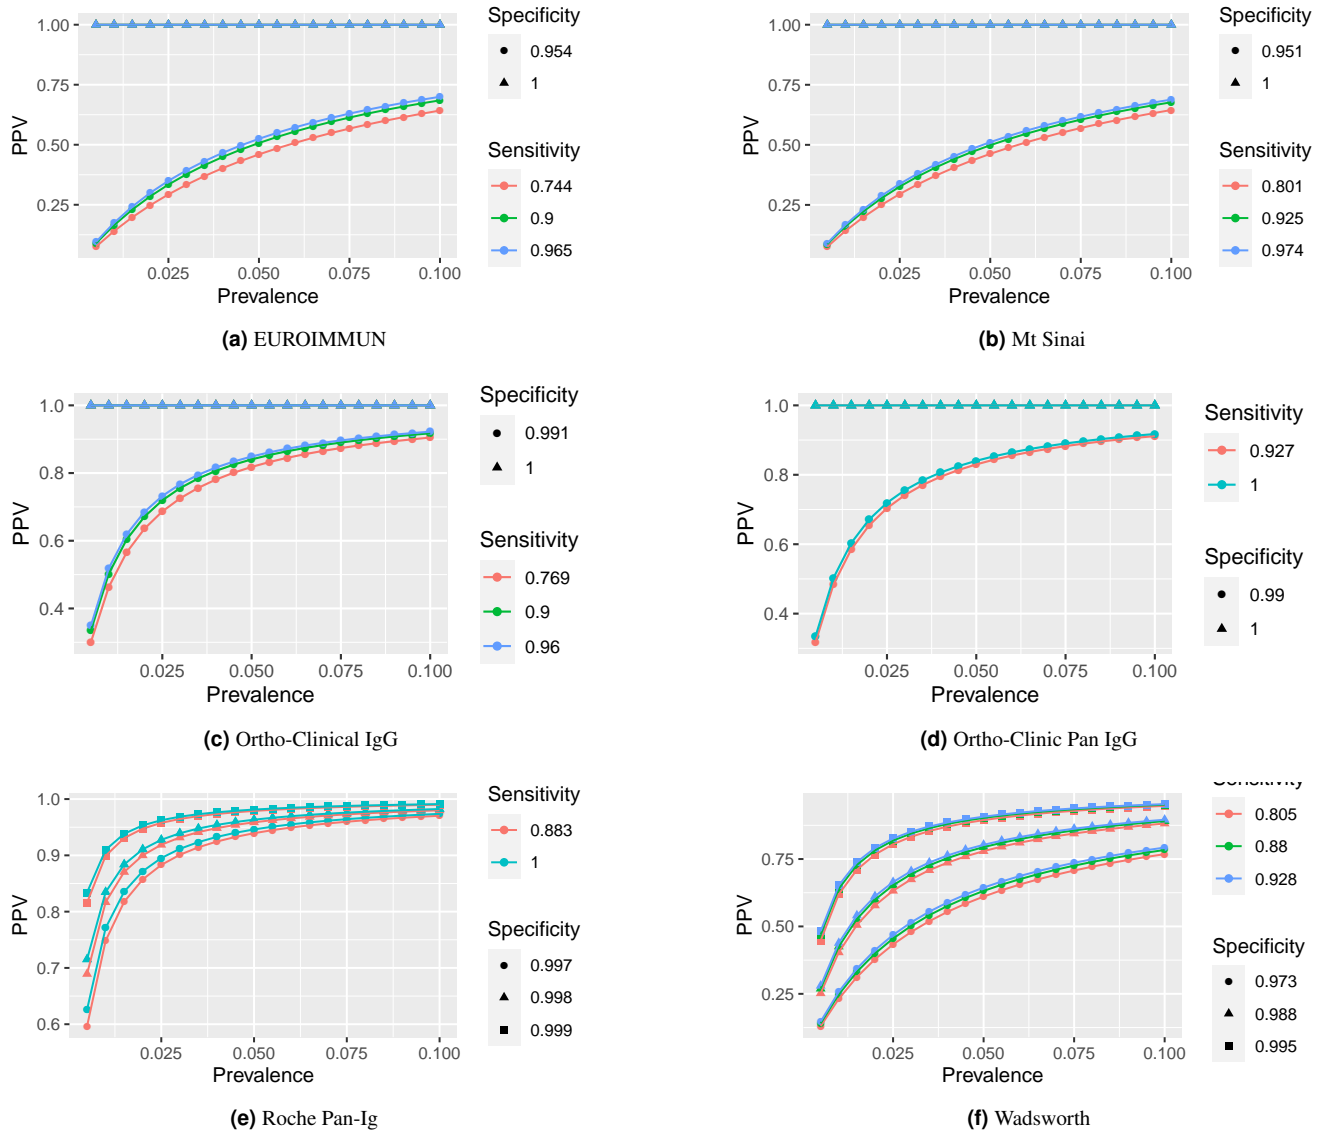 1.00
0.75
0.50
0.25
PPV
0.025
0.050
0.075
0.100
Prevalence
Specificity
0.954
1
Sensitivity
0.744
0.9
0.965
(a) EUROIMMUN
1.00
0.75
0.50
0.25
PPV
0.025
0.050
0.075
0.100
Prevalence
Specificity
0.951
1
Sensitivity
0.801
0.925
0.974
(b) Mt Sinai
1.0
0.8
0.6
0.4
PPV
0.025
0.050
0.075
0.100
Prevalence
Specificity
0.991
1
Sensitivity
0.769
0.9
0.96
(c) Ortho-Clinical IgG
1.0
0.8
0.6
0.4
PPV
0.025
0.050
0.075
0.100
Prevalence
Sensitivity
0.927
1
Specificity
0.99
1
(d) Ortho-Clinic Pan IgG
1.0
0.9
0.8
0.7
0.6
PPV
0.025
0.050
0.075
0.100
Prevalence
Sensitivity
0.883
1
Specificity
0.997
0.998
0.999
(e) Roche Pan-Ig
0.75
0.50
0.25
PPV
0.025
0.050
0.075
0.100
Prevalence
Sensitivity
0.805
0.88
0.928
Specificity
0.973
0.988
0.995
(f) Wadsworth